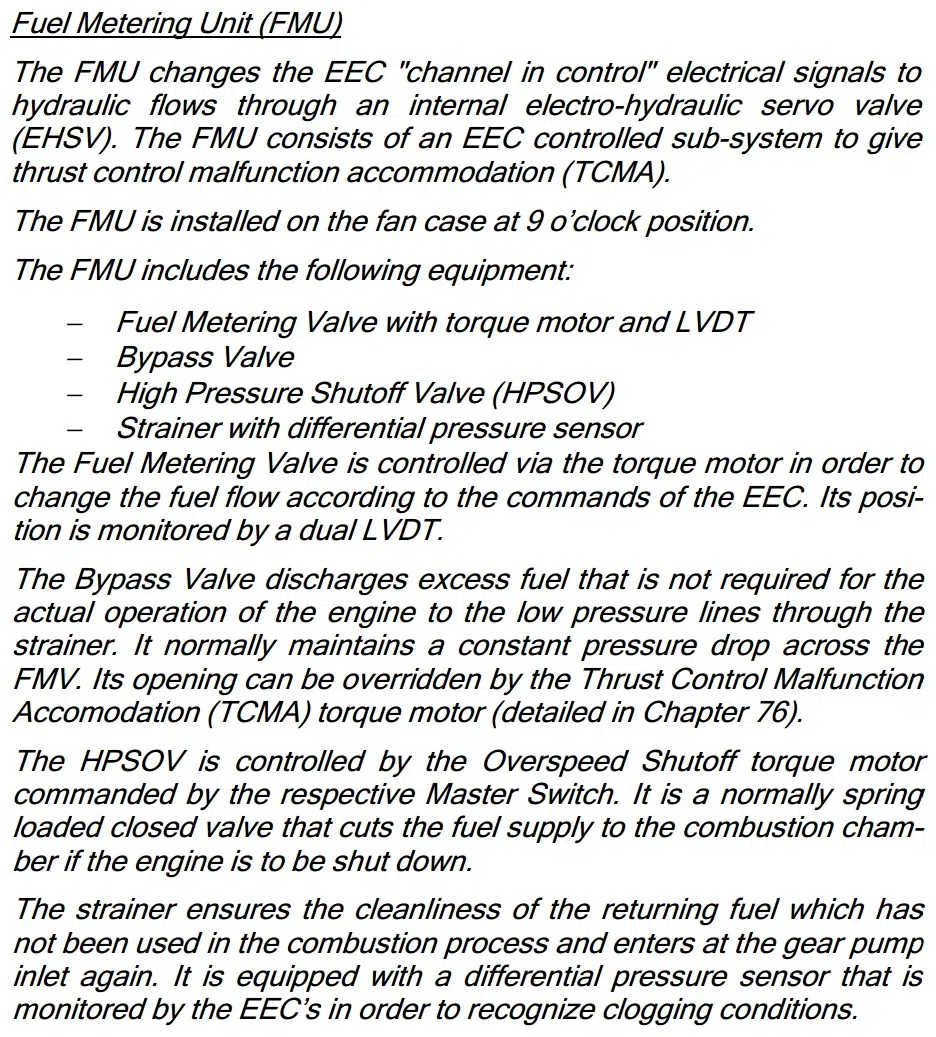 Fuel Metering Unit (FMU)
The FMU changes the EEC "channel in control" electrical signals to
hydraulic flows through an internal electro-hydraulic servo valve
(EHSV). The FMU consists of an EEC controlled sub-system to give
thrust control malfunction accommodation (TCMA).
The FMU is installed on the fan case at 9 o’clock position.
The FMU includes the following equipment:
– Fuel Metering Valve with torque motor and LVDT
– Bypass Valve
– High Pressure Shutoff Valve (HPSOV)
– Strainer with differential pressure sensor
The Fuel Metering Valve is controlled via the torque motor in order to
change the fuel flow according to the commands of the EEC. Its posi-
tion is monitored by a dual LVDT.
The Bypass Valve discharges excess fuel that is not required for the
actual operation of the engine to the low pressure lines through the
strainer. It normally maintains a constant pressure drop across the
FMV. Its opening can be overridden by the Thrust Control Malfunction
Accomodation (TCMA) torque motor (detailed in Chapter 76).
The HPSOV is controlled by the Overspeed Shutoff torque motor
commanded by the respective Master Switch. It is a normally spring
loaded closed valve that cuts the fuel supply to the combustion cham-
ber if the engine is to be shut down.
The strainer ensures the cleanliness of the returning fuel which has
not been used in the combustion process and enters at the gear pump
inlet again. It is equipped with a differential pressure sensor that is
monitored by the EEC’s in order to recognize clogging conditions.